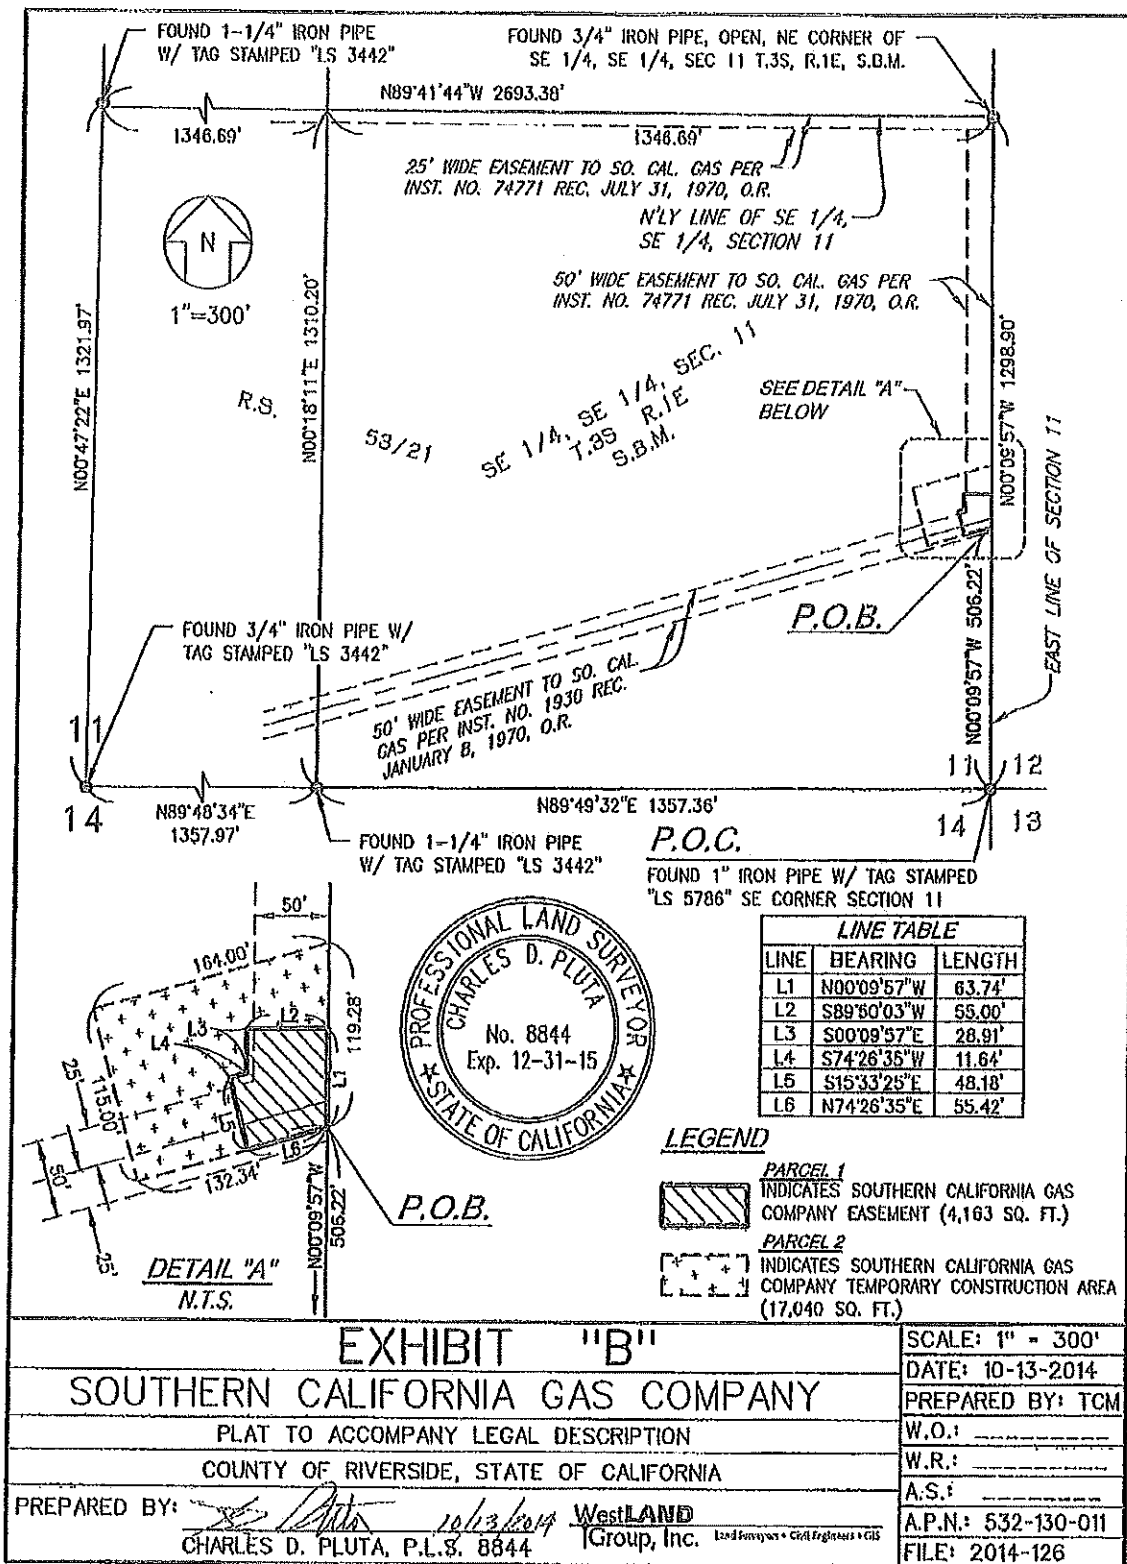 FOUND 1-1/4" IRON PIPE
W/ TAG STAMPED "LS 3442"
FOUND 3/4" IRON PIPE, OPEN, NE CORNER OF
SE 1/4, SE 1/4, SEC 11 T.3S, R.1E, S.B.M.
N89°41'44"W 2693.38'
1346.69'
1346.69'
25' WIDE EASEMENT TO SO. CAL. GAS PER
INST. NO. 74771 REC. JULY 31, 1970, O.R.
N'LY LINE OF SE 1/4,
SE 1/4, SECTION 11
N
1"=300'
50' WIDE EASEMENT TO SO. CAL. GAS PER
INST. NO. 74771 REC. JULY 31, 1970, O.R.
N00°47'22"E 1321.97'
N00°18'11"E 1310.20'
N00°09'57"W 1298.90'
R.S.
53/21
SE 1/4, SE 1/4, SEC. 11
T.3S R.1E
S.B.M.
SEE DETAIL "A"
BELOW
EAST LINE OF SECTION 11
N00°09'57"W 506.22'
P.O.B.
FOUND 3/4" IRON PIPE W/
TAG STAMPED "LS 3442"
50' WIDE EASEMENT TO SO. CAL.
GAS PER INST. NO. 1930 REC.
JANUARY 8, 1970, O.R.
11
14
11 12
14 13
N89°48'34"E
1357.97'
N89°49'32"E 1357.36'
FOUND 1-1/4" IRON PIPE
W/ TAG STAMPED "LS 3442"
P.O.C.
FOUND 1" IRON PIPE W/ TAG STAMPED
"LS 5786" SE CORNER SECTION 11
50'
164.00'
L2
L3
L4
119.28'
L1
25'
115.00'
L5
L6
50'
132.34'
25'
N00°09'57"W
506.22'
P.O.B.
DETAIL "A"
N.T.S.
PROFESSIONAL LAND SURVEYOR
CHARLES D. PLUTA
No. 8844
Exp. 12-31-15
STATE OF CALIFORNIA
LINE TABLE
LINE BEARING LENGTH
L1 N00°09'57"W 63.74'
L2 S89°50'03"W 55.00'
L3 S00°09'57"E 28.91'
L4 S74°26'35"W 11.64'
L5 S15°33'25"E 48.18'
L6 N74°26'35"E 55.42'
LEGEND
PARCEL 1
INDICATES SOUTHERN CALIFORNIA GAS
COMPANY EASEMENT (4,163 SQ. FT.)
PARCEL 2
INDICATES SOUTHERN CALIFORNIA GAS
COMPANY TEMPORARY CONSTRUCTION AREA
(17,040 SQ. FT.)
EXHIBIT "B"
SOUTHERN CALIFORNIA GAS COMPANY
PLAT TO ACCOMPANY LEGAL DESCRIPTION
COUNTY OF RIVERSIDE, STATE OF CALIFORNIA
PREPARED BY: 10/13/2014
CHARLES D. PLUTA, P.L.S. 8844
WestLAND
Group, Inc. Land Surveyors • Civil Engineers • GIS
SCALE: 1" = 300'
DATE: 10-13-2014
PREPARED BY: TCM
W.O.:
W.R.:
A.S.:
A.P.N.: 532-130-011
FILE: 2014-126